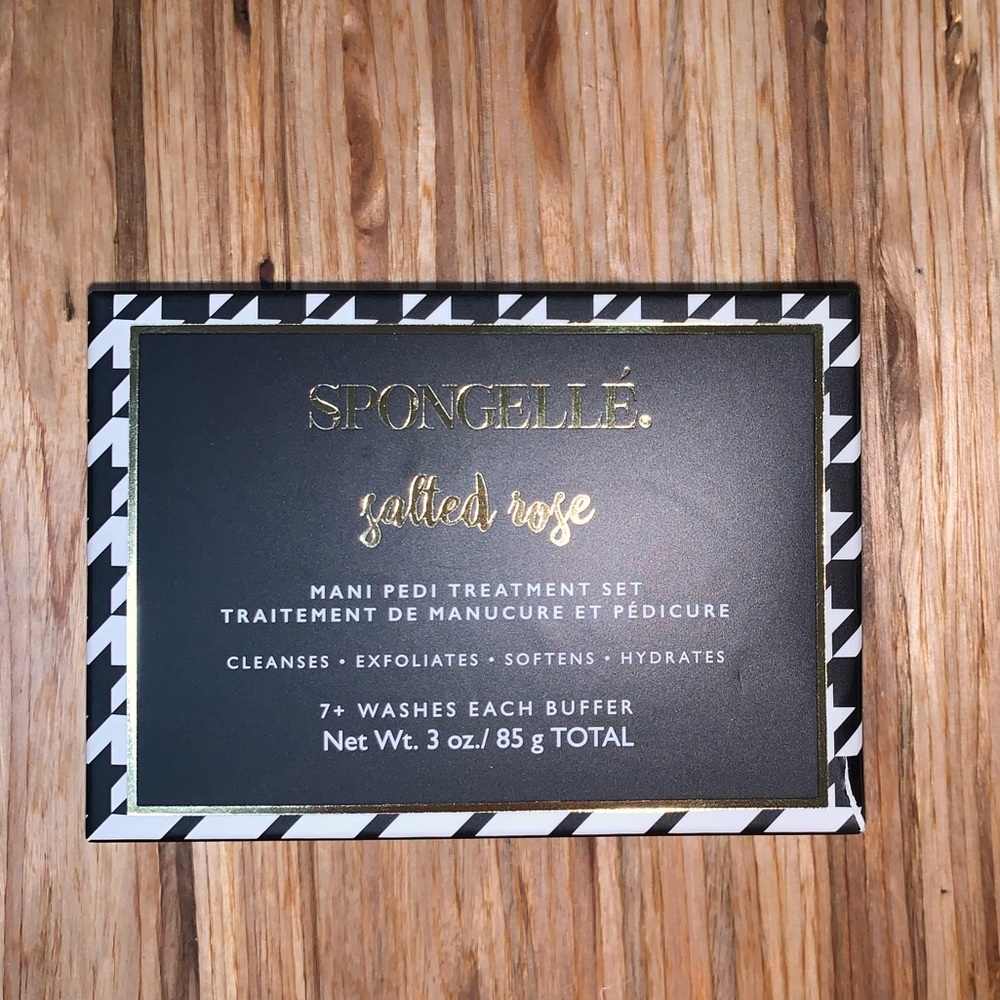 SPONGELLÉ.
salted rose
MANI PEDI TREATMENT SET
TRAITEMENT DE MANUCURE ET PÉDICURE
CLEANSES • EXFOLIATES • SOFTENS • HYDRATES
7+ WASHES EACH BUFFER
Net Wt. 3 oz./ 85 g TOTAL